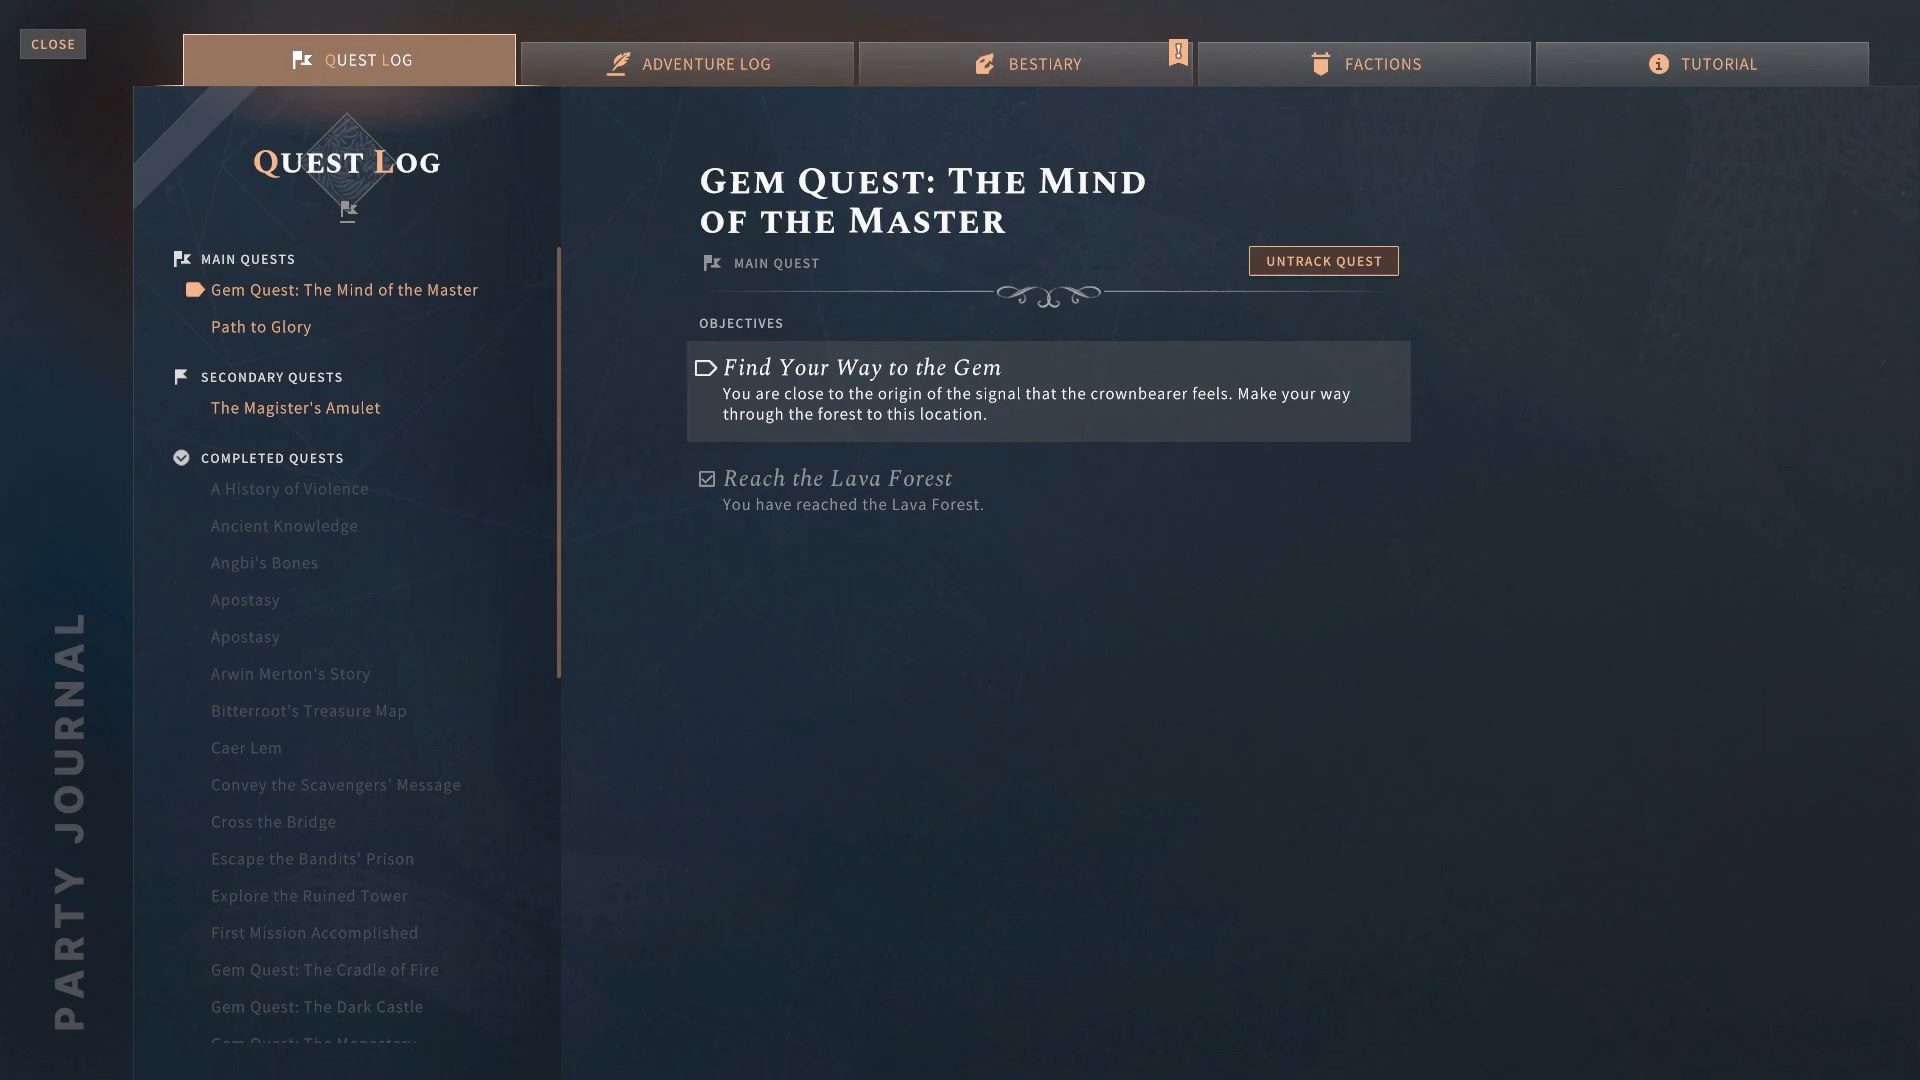 CLOSE
QUEST LOG
ADVENTURE LOG
BESTIARY
FACTIONS
TUTORIAL
QUEST LOG
MAIN QUESTS
Gem Quest: The Mind of the Master
Path to Glory
SECONDARY QUESTS
The Magister's Amulet
COMPLETED QUESTS
A History of Violence
Ancient Knowledge
Angbi's Bones
Apostasy
Apostasy
Arwin Merton's Story
Bitterroot's Treasure Map
Caer Lem
Convey the Scavengers' Message
Cross the Bridge
Escape the Bandits' Prison
Explore the Ruined Tower
First Mission Accomplished
Gem Quest: The Cradle of Fire
Gem Quest: The Dark Castle
Gem Quest: The Monastery
PARTY JOURNAL
GEM QUEST: THE MIND
OF THE MASTER
MAIN QUEST
UNTRACK QUEST
OBJECTIVES
Find Your Way to the Gem
You are close to the origin of the signal that the crownbearer feels. Make your way
through the forest to this location.
Reach the Lava Forest
You have reached the Lava Forest.